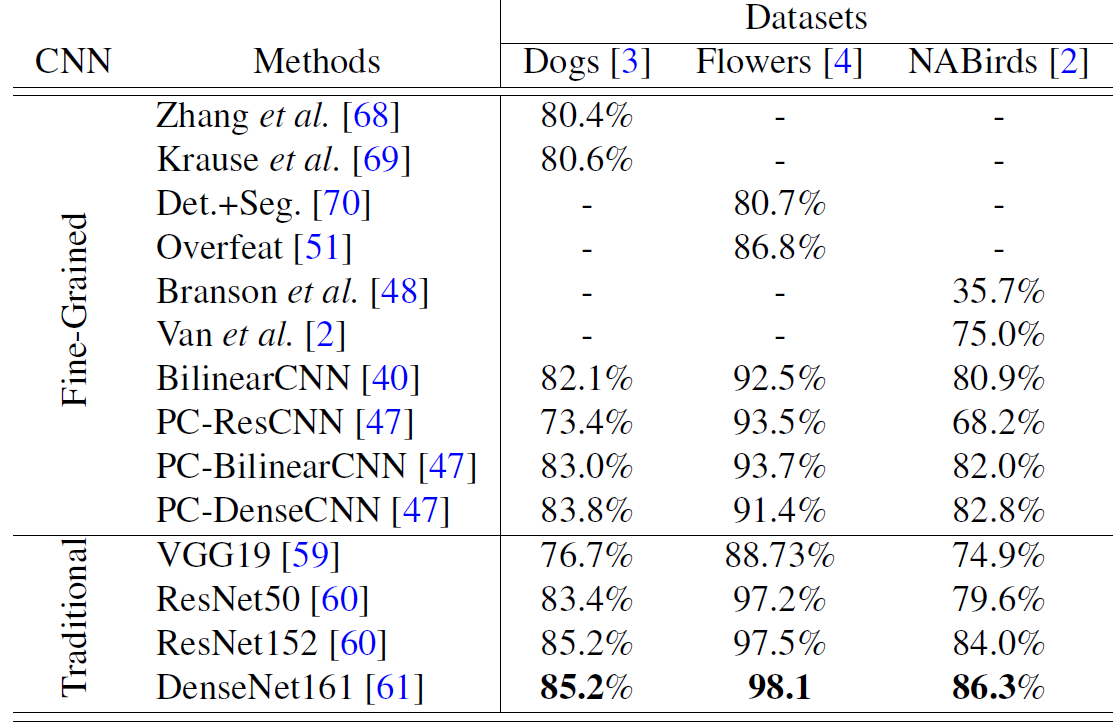 Datasets
CNN Methods Dogs [3] Flowers [4] NABirds [2]
Fine-Grained
Zhang et al. [68] 80.4% - -
Krause et al. [69] 80.6% - -
Det.+Seg. [70] - 80.7% -
Overfeat [51] - 86.8% -
Branson et al. [48] - - 35.7%
Van et al. [2] - - 75.0%
BilinearCNN [40] 82.1% 92.5% 80.9%
PC-ResCNN [47] 73.4% 93.5% 68.2%
PC-BilinearCNN [47] 83.0% 93.7% 82.0%
PC-DenseCNN [47] 83.8% 91.4% 82.8%
Traditional
VGG19 [59] 76.7% 88.73% 74.9%
ResNet50 [60] 83.4% 97.2% 79.6%
ResNet152 [60] 85.2% 97.5% 84.0%
DenseNet161 [61] 85.2% 98.1 86.3%